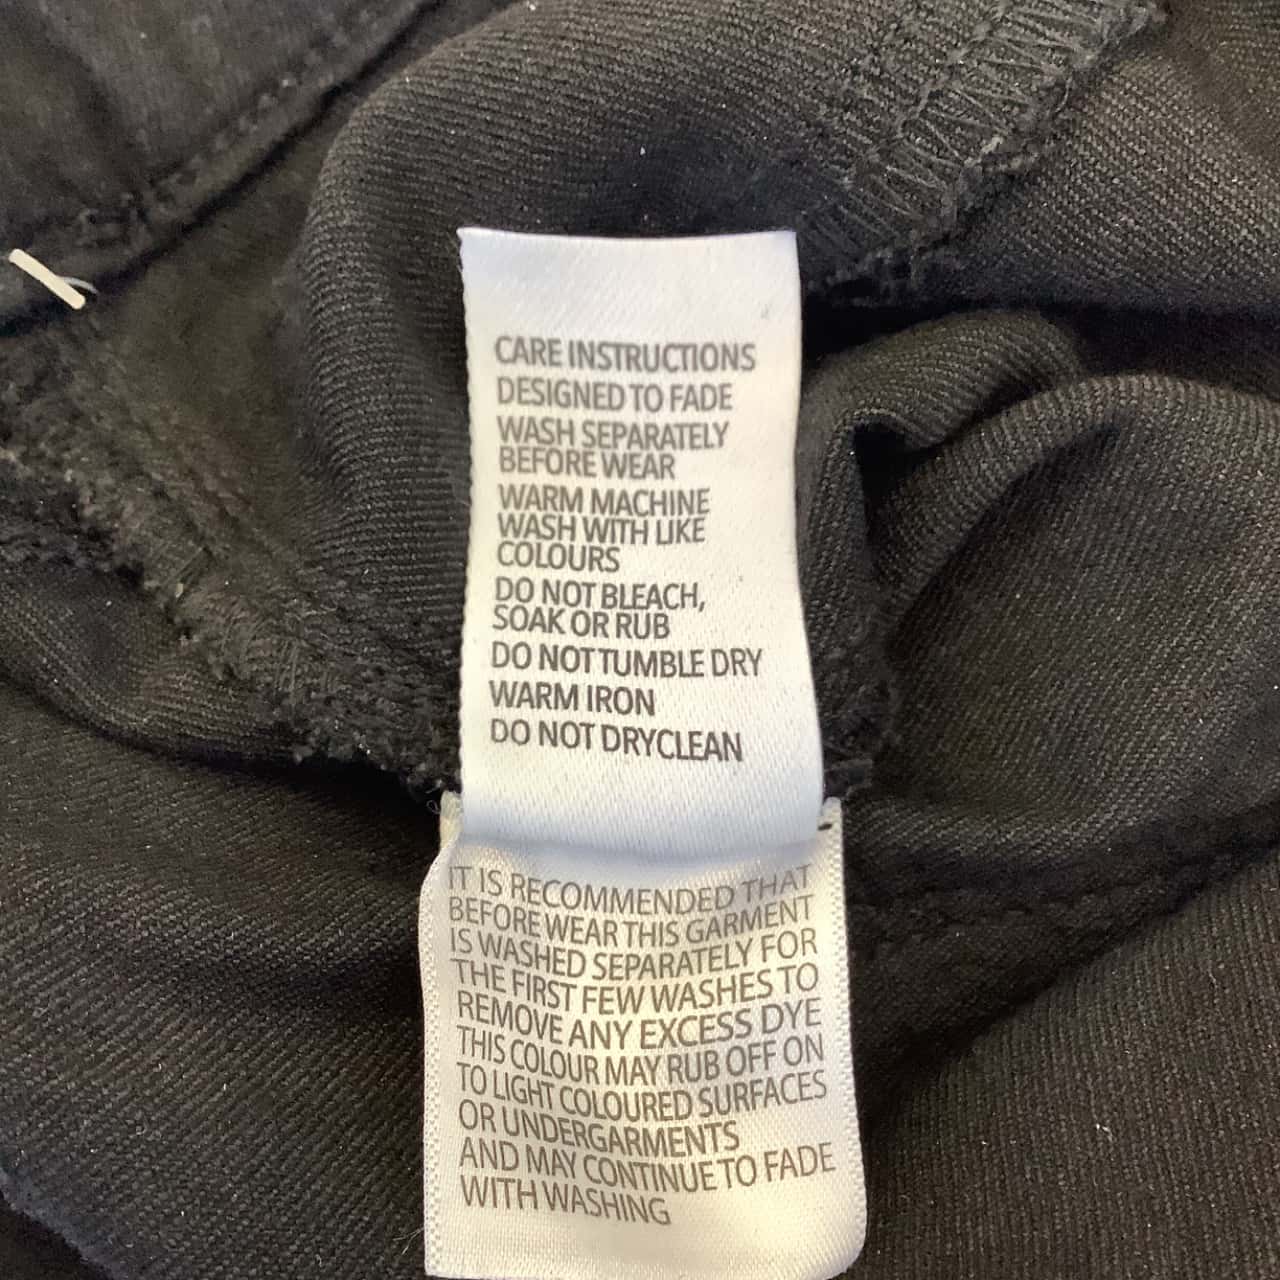 CARE INSTRUCTIONS
DESIGNED TO FADE
WASH SEPARATELY
BEFORE WEAR
WARM MACHINE
WASH WITH LIKE
COLOURS
DO NOT BLEACH,
SOAK OR RUB
DO NOT TUMBLE DRY
WARM IRON
DO NOT DRYCLEAN
IT IS RECOMMENDED THAT
BEFORE WEAR THIS GARMENT
IS WASHED SEPARATELY FOR
THE FIRST FEW WASHES TO
REMOVE ANY EXCESS DYE
THIS COLOUR MAY RUB OFF ON
TO LIGHT COLOURED SURFACES
OR UNDERGARMENTS
AND MAY CONTINUE TO FADE
WITH WASHING